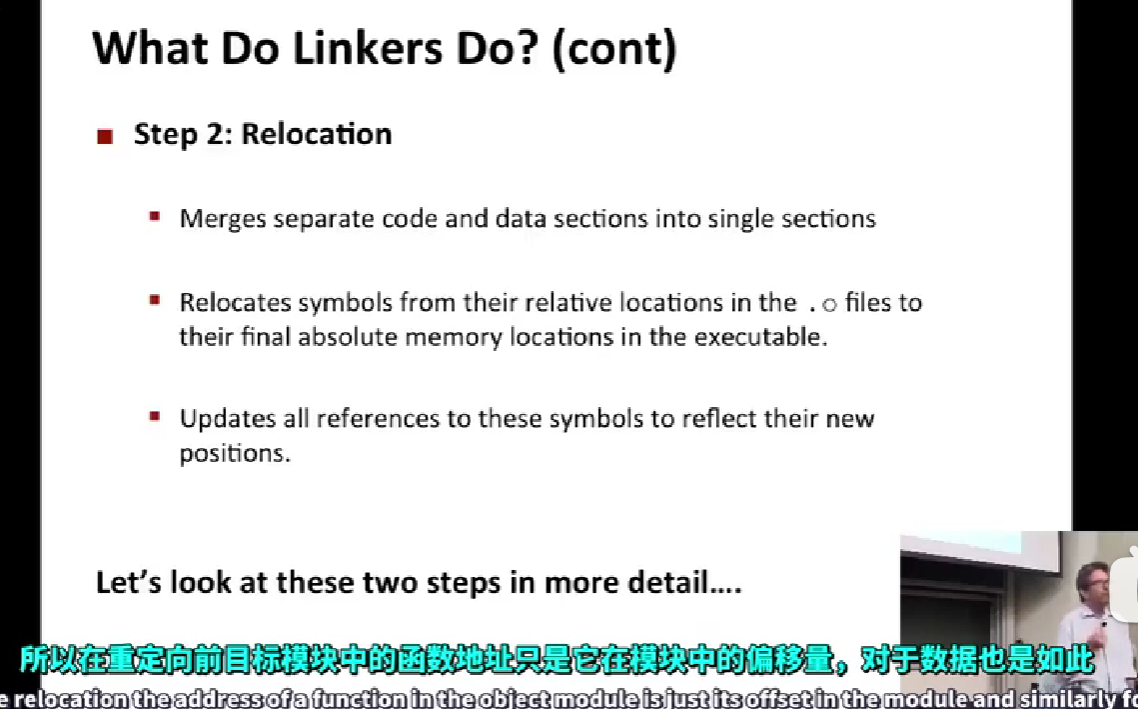 What Do Linkers Do? (cont)
Step 2: Relocation
Merges separate code and data sections into single sections
Relocates symbols from their relative locations in the .o files to
their final absolute memory locations in the executable.
Updates all references to these symbols to reflect their new
positions.
Let's look at these two steps in more detail....
所以在重定向前目标模块中的函数地址只是它在模块中的偏移量，对于数据也是如此
relocation the address of a function in the object module is just its offset in the module and similarly